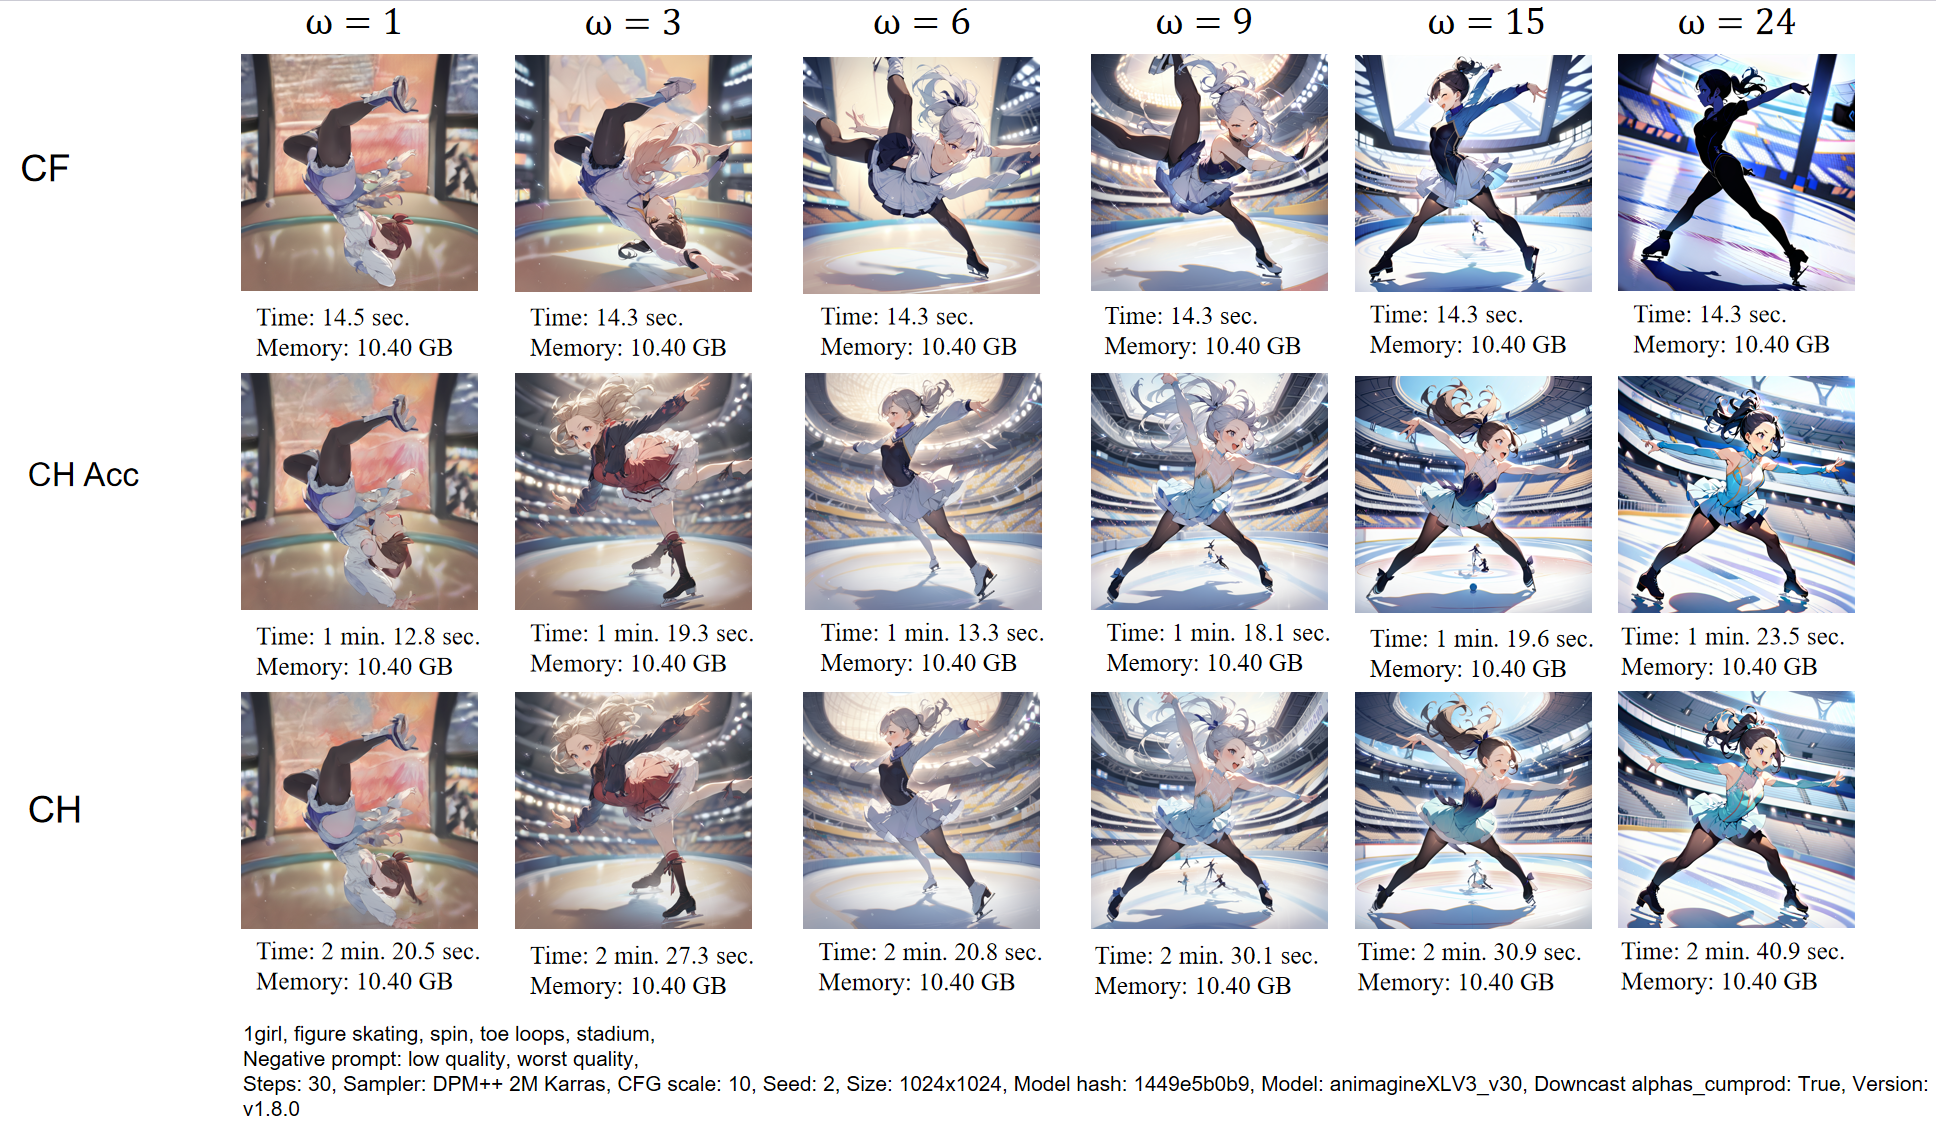 ω = 1
ω = 3
ω = 6
ω = 9
ω = 15
ω = 24
CF
Time: 14.5 sec.
Memory: 10.40 GB
Time: 14.3 sec.
Memory: 10.40 GB
Time: 14.3 sec.
Memory: 10.40 GB
Time: 14.3 sec.
Memory: 10.40 GB
Time: 14.3 sec.
Memory: 10.40 GB
Time: 14.3 sec.
Memory: 10.40 GB
CH Acc
Time: 1 min. 12.8 sec.
Memory: 10.40 GB
Time: 1 min. 19.3 sec.
Memory: 10.40 GB
Time: 1 min. 13.3 sec.
Memory: 10.40 GB
Time: 1 min. 18.1 sec.
Memory: 10.40 GB
Time: 1 min. 19.6 sec.
Memory: 10.40 GB
Time: 1 min. 23.5 sec.
Memory: 10.40 GB
CH
Time: 2 min. 20.5 sec.
Memory: 10.40 GB
Time: 2 min. 27.3 sec.
Memory: 10.40 GB
Time: 2 min. 20.8 sec.
Memory: 10.40 GB
Time: 2 min. 30.1 sec.
Memory: 10.40 GB
Time: 2 min. 30.9 sec.
Memory: 10.40 GB
Time: 2 min. 40.9 sec.
Memory: 10.40 GB
1girl, figure skating, spin, toe loops, stadium,
Negative prompt: low quality, worst quality,
Steps: 30, Sampler: DPM++ 2M Karras, CFG scale: 10, Seed: 2, Size: 1024x1024, Model hash: 1449e5b0b9, Model: animagineXLV3_v30, Downcast alphas_cumprod: True, Version:
v1.8.0